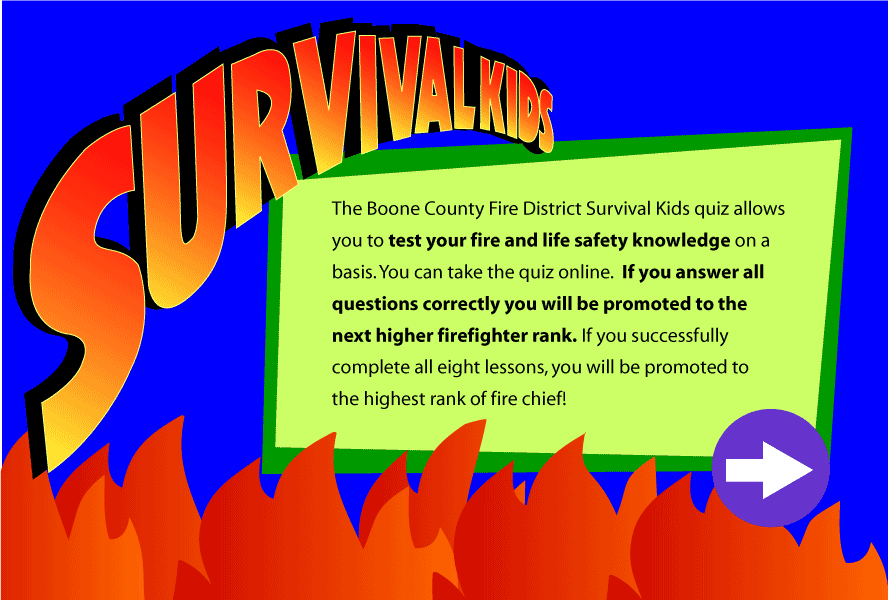 SURVIVAL KIDS
The Boone County Fire District Survival Kids quiz allows
you to test your fire and life safety knowledge on a
basis. You can take the quiz online. If you answer all
questions correctly you will be promoted to the
next higher firefighter rank. If you successfully
complete all eight lessons, you will be promoted to
the highest rank of fire chief!